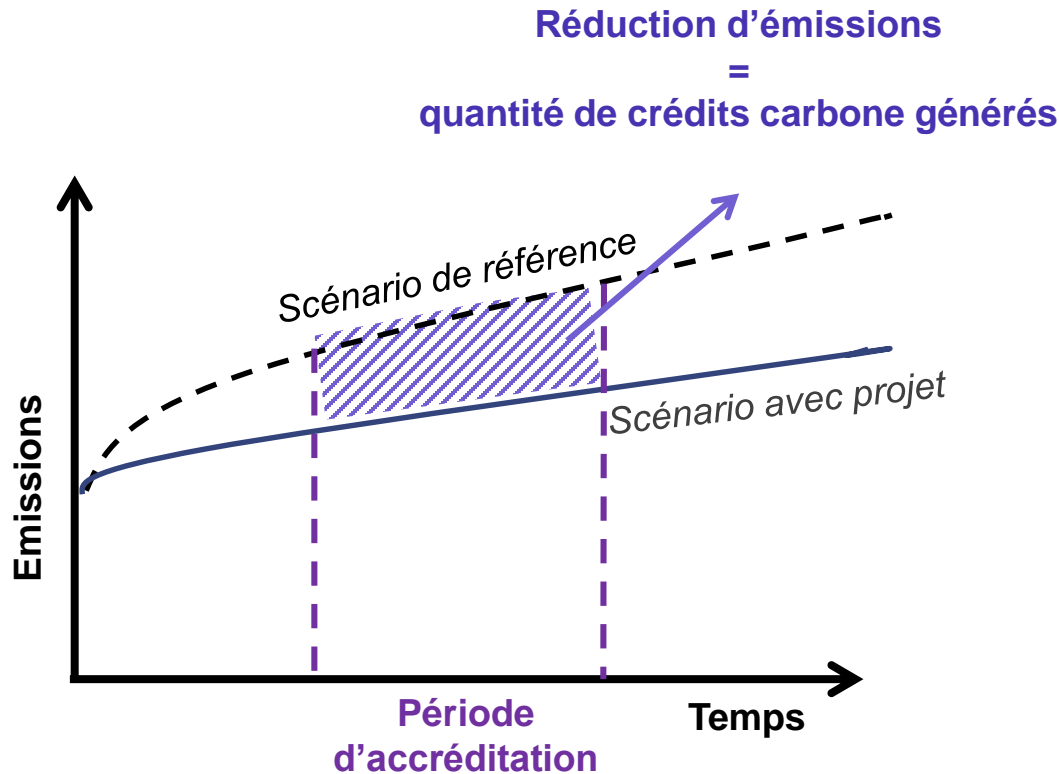 Réduction d’émissions
=
quantité de crédits carbone générés
Scénario de référence
Scénario avec projet
Emissions
Temps
Période
d’accréditation